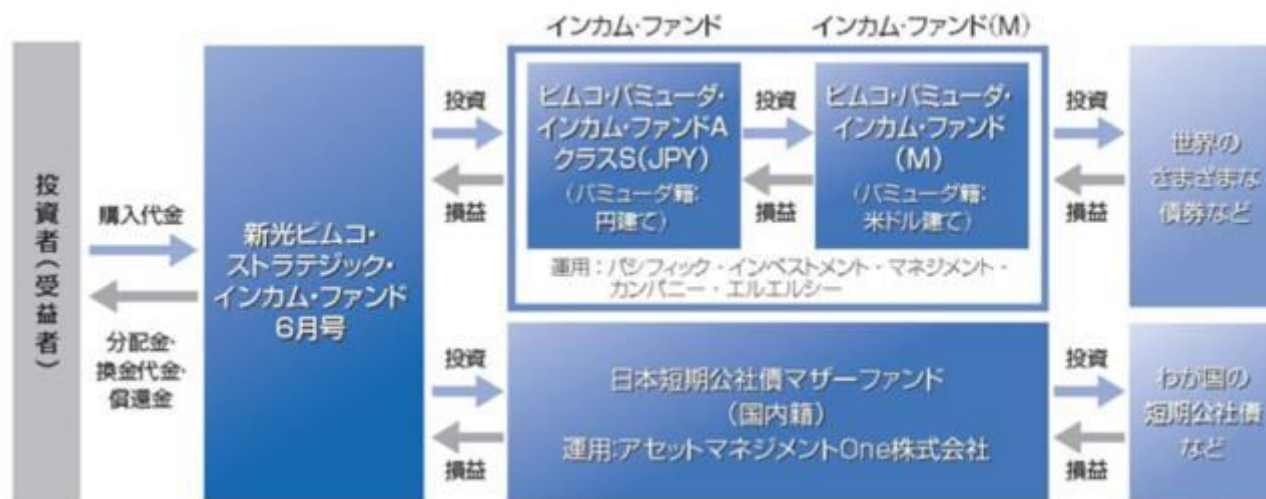 投資者(受益者)
購入代金
分配金・
換金代金・
償還金
新光ピムコ・
ストラテジック・
インカム・ファンド
6月号
インカム・ファンド
インカム・ファンド(M)
投資
損益
ピムコ・バミューダ・
インカム・ファンドA
クラスS(JPY)
(バミューダ籍:
円建て)
投資
損益
ピムコ・バミューダ・
インカム・ファンド
(M)
(バミューダ籍:
米ドル建て)
運用:パシフィック・インベストメント・マネジメント・
カンパニー・エルエルシー
投資
損益
世界の
さまざまな
債券など
投資
損益
日本短期公社債マザーファンド
(国内籍)
運用:アセットマネジメントOne株式会社
投資
損益
わが国の
短期公社債
など